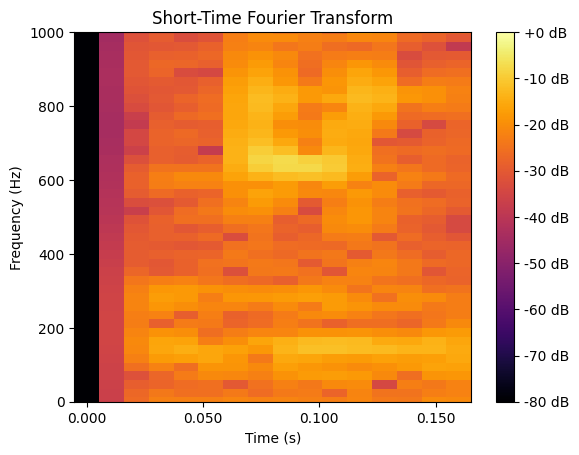 Short-Time Fourier Transform
1000
800
600
400
200
0
Frequency (Hz)
0.000
0.050
0.100
0.150
Time (s)
+0 dB
-10 dB
-20 dB
-30 dB
-40 dB
-50 dB
-60 dB
-70 dB
-80 dB